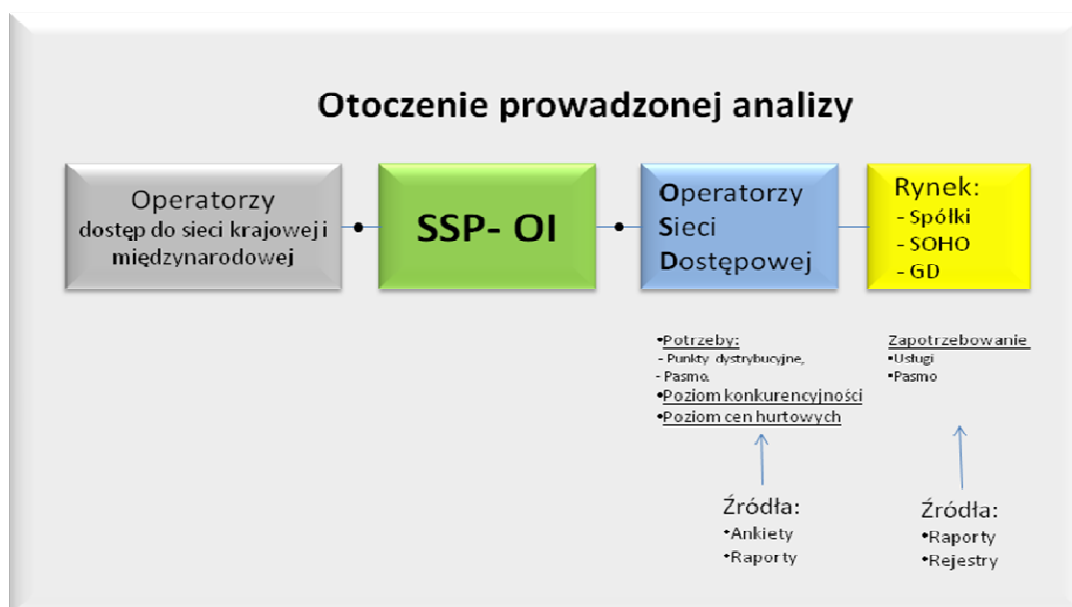 Otoczenie prowadzonej analizy
Operatorzy
dostęp do sieci krajowej i
międzynarodowej
SSP- OI
Operatorzy
Sieci
Dostępowej
Rynek:
- Spółki
- SOHO
- GD
•Potrzeby:
- Punkty dystrybucyjne,
- Pasmo.
•Poziom konkurencyjności
•Poziom cen hurtowych
Zapotrzebowanie
•Usługi
•Pasmo
Źródła:
•Ankiety
•Raporty
Źródła:
•Raporty
•Rejestry